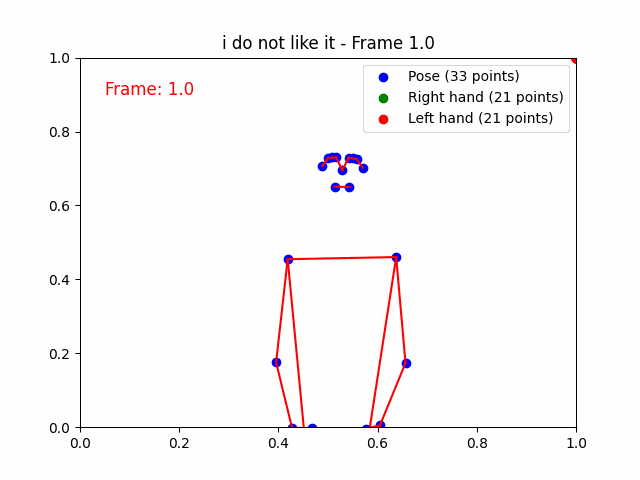 i do not like it - Frame 1.0
Frame: 1.0
Pose (33 points)
Right hand (21 points)
Left hand (21 points)
1.0
0.8
0.6
0.4
0.2
0.0
0.0 0.2 0.4 0.6 0.8 1.0